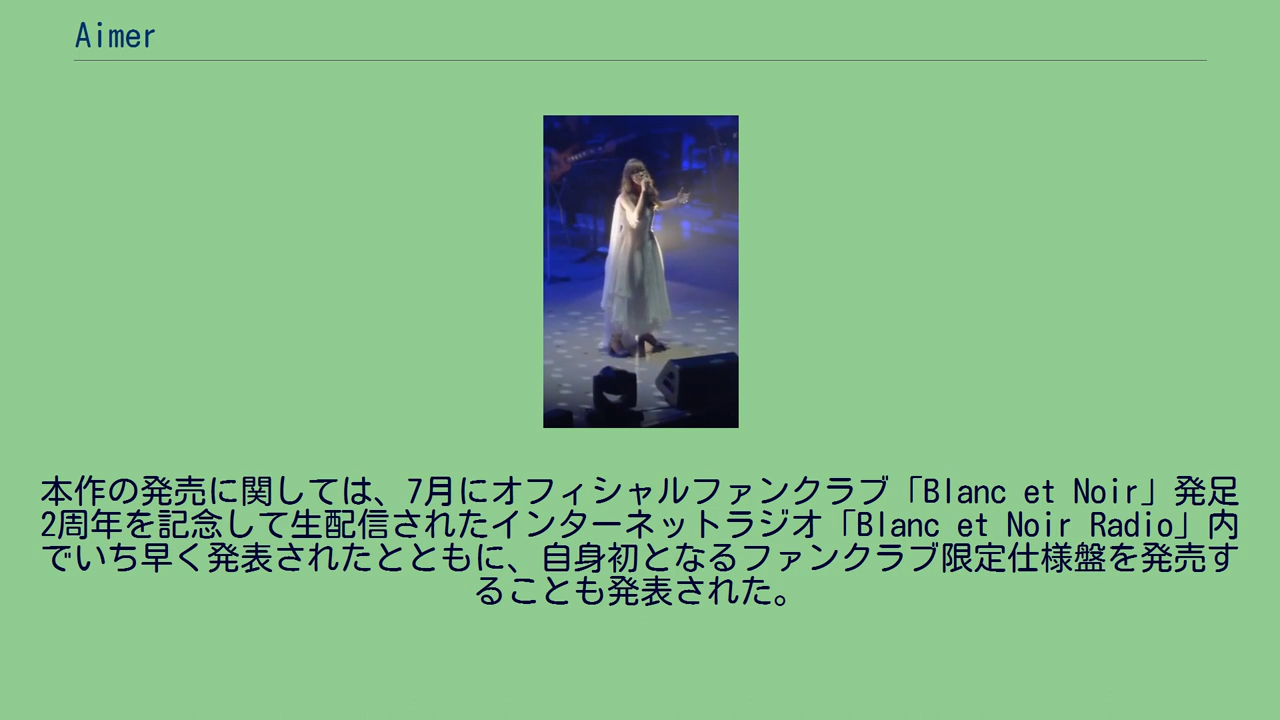 Aimer
本作の発売に関しては、7月にオフィシャルファンクラブ「Blanc et Noir」発足
2周年を記念して生配信されたインターネットラジオ「Blanc et Noir Radio」内
でいち早く発表されたとともに、自身初となるファンクラブ限定仕様盤を発売す
ることも発表された。